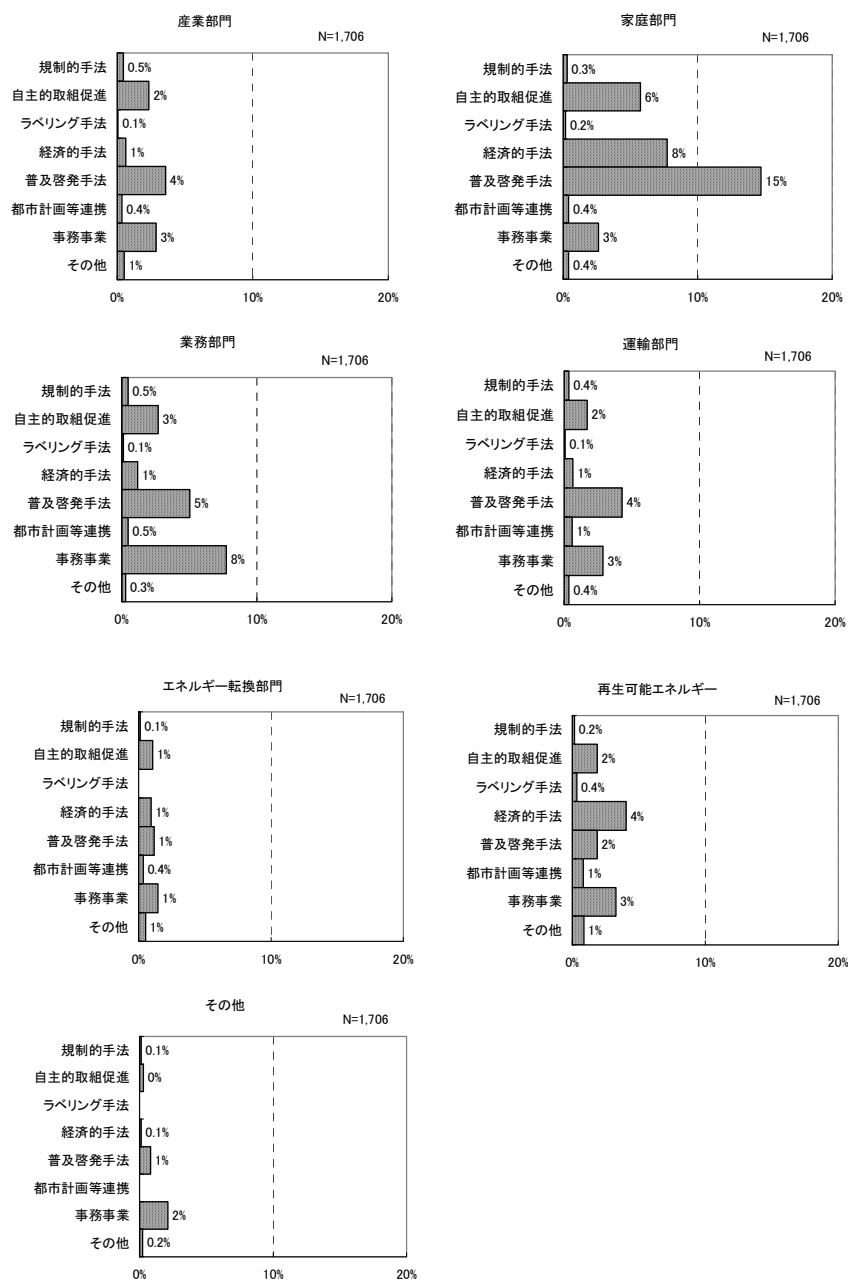 産業部門
N=1,706
規制的手法 0.5%
自主的取組促進 2%
ラベリング手法 0.1%
経済的手法 1%
普及啓発手法 4%
都市計画等連携 0.4%
事務事業 3%
その他 1%
0% 10% 20%
家庭部門
N=1,706
規制的手法 0.3%
自主的取組促進 6%
ラベリング手法 0.2%
経済的手法 8%
普及啓発手法 15%
都市計画等連携 0.4%
事務事業 3%
その他 0.4%
0% 10% 20%
業務部門
N=1,706
規制的手法 0.5%
自主的取組促進 3%
ラベリング手法 0.1%
経済的手法 1%
普及啓発手法 5%
都市計画等連携 0.5%
事務事業 8%
その他 0.3%
0% 10% 20%
運輸部門
N=1,706
規制的手法 0.4%
自主的取組促進 2%
ラベリング手法 0.1%
経済的手法 1%
普及啓発手法 4%
都市計画等連携 1%
事務事業 3%
その他 0.4%
0% 10% 20%
エネルギー転換部門
N=1,706
規制的手法 0.1%
自主的取組促進 1%
ラベリング手法
経済的手法 1%
普及啓発手法 1%
都市計画等連携 0.4%
事務事業 1%
その他 1%
0% 10% 20%
再生可能エネルギー
N=1,706
規制的手法 0.2%
自主的取組促進 2%
ラベリング手法 0.4%
経済的手法 4%
普及啓発手法 2%
都市計画等連携 1%
事務事業 3%
その他 1%
0% 10% 20%
その他
N=1,706
規制的手法 0.1%
自主的取組促進 0%
ラベリング手法
経済的手法 0.1%
普及啓発手法 1%
都市計画等連携
事務事業 2%
その他 0.2%
0% 10% 20%